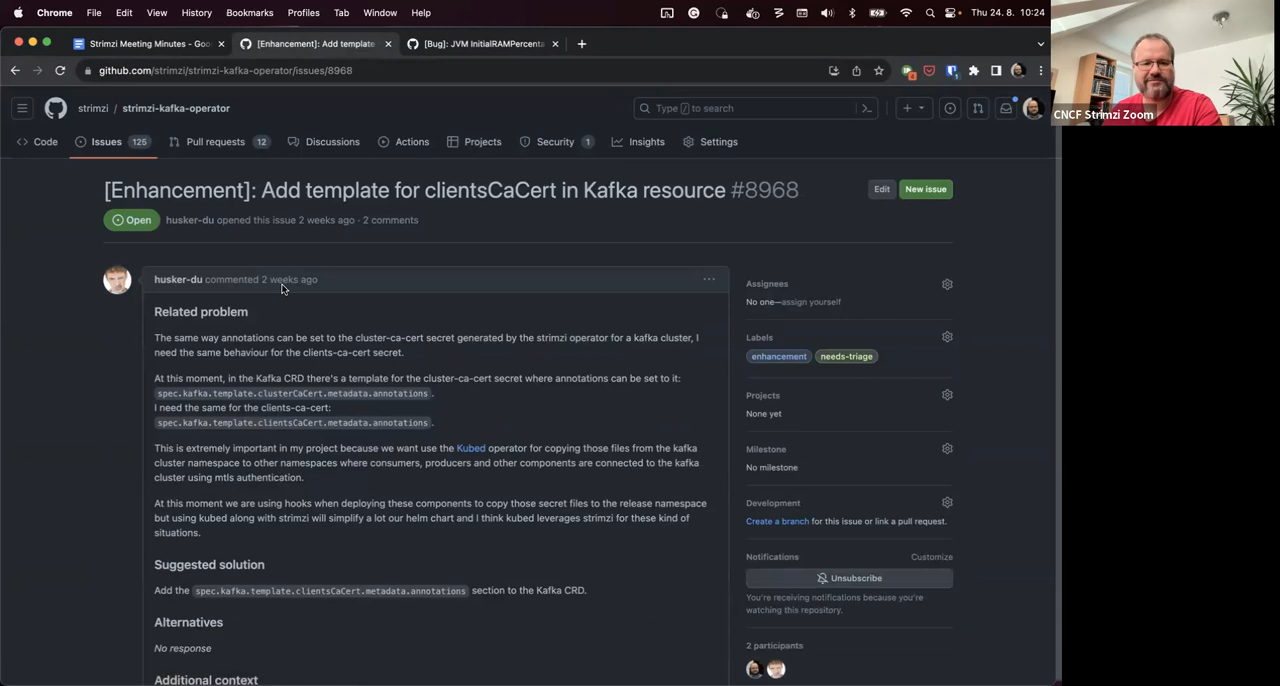 Chrome File Edit View History Bookmarks Profiles Tab Window Help Thu 24. 8. 10:24
Strimzi Meeting Minutes - Goo
[Enhancement]: Add template
[Bug]: JVM InitialRAMPercenta
github.com/strimzi/strimzi-kafka-operator/issues/8968
CNCF Strimzi Zoom
strimzi / strimzi-kafka-operator
Type / to search
Code Issues 125 Pull requests 12 Discussions Actions Projects Security 1 Insights Settings
[Enhancement]: Add template for clientsCaCert in Kafka resource #8968
Edit New issue
Open husker-du opened this issue 2 weeks ago · 2 comments
husker-du commented 2 weeks ago
Related problem
The same way annotations can be set to the cluster-ca-cert secret generated by the strimzi operator for a kafka cluster, I
need the same behaviour for the clients-ca-cert secret.
At this moment, in the Kafka CRD there's a template for the cluster-ca-cert secret where annotations can be set to it:
spec.kafka.template.clusterCaCert.metadata.annotations .
I need the same for the clients-ca-cert:
spec.kafka.template.clientsCaCert.metadata.annotations .
This is extremely important in my project because we want use the Kubed operator for copying those files from the kafka
cluster namespace to other namespaces where consumers, producers and other components are connected to the kafka
cluster using mtls authentication.
At this moment we are using hooks when deploying these components to copy those secret files to the release namespace
but using kubed along with strimzi will simplify a lot our helm chart and I think kubed leverages strimzi for these kind of
situations.
Suggested solution
Add the spec.kafka.template.clientsCaCert.metadata.annotations section to the Kafka CRD.
Alternatives
No response
Additional context
Assignees
No one—assign yourself
Labels
enhancement needs-triage
Projects
None yet
Milestone
No milestone
Development
Create a branch for this issue or link a pull request.
Notifications Customize
Unsubscribe
You're receiving notifications because you're
watching this repository.
2 participants